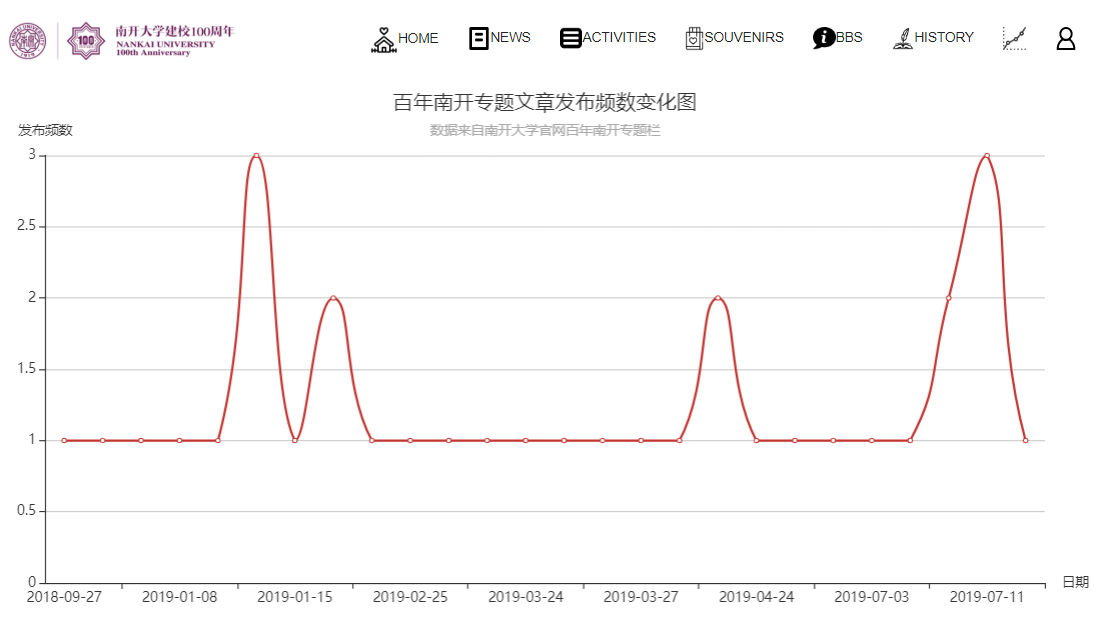 南开大学建校100周年
NANKAI UNIVERSITY
100th Anniversary
100
HOME
NEWS
ACTIVITIES
SOUVENIRS
BBS
HISTORY
百年南开专题文章发布频数变化图
数据来自南开大学官网百年南开专题栏
发布频数
3
2.5
2
1.5
1
0.5
0
2018-09-27
2019-01-08
2019-01-15
2019-02-25
2019-03-24
2019-03-27
2019-04-24
2019-07-03
2019-07-11
日期